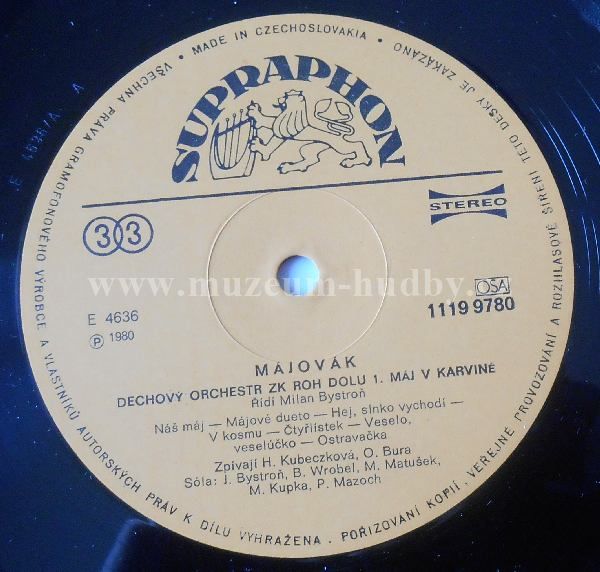 VŠECHNA PRÁVA GRAMOFONOVÉHO VÝROBCE A VLASTNÍKŮ AUTORSKÝCH PRÁV K DÍLU VYHRAŽENA • POŘIZOVÁNÍ KOPIÍ, VEŘEJNÉ PROVOZOVÁNÍ A ROZHLASOVÉ ŠÍŘENÍ TÉTO DESKY JE ZAKÁZÁNO • MADE IN CZECHOSLOVAKIA •
SUPRAPHON
33
STEREO
www.muzeum-hudby.
OSA
E 4636
Ⓟ 1980
1119 9780
MÁJOVÁK
DECHOVÝ ORCHESTR ZK ROH DOLU 1. MÁJ V KARVINÉ
Řídí Milan Bystroň
Náš máj — Májové dueto — Hej, slnko vychodí —
V kosmu — Čtyřlístek — Veselo,
veselúčko — Ostravačka
Zpívají H. Kubeczková, O. Bura
Sóla: J. Bystroň, B. Wrobel, M. Matušek,
M. Kupka, P. Mazoch